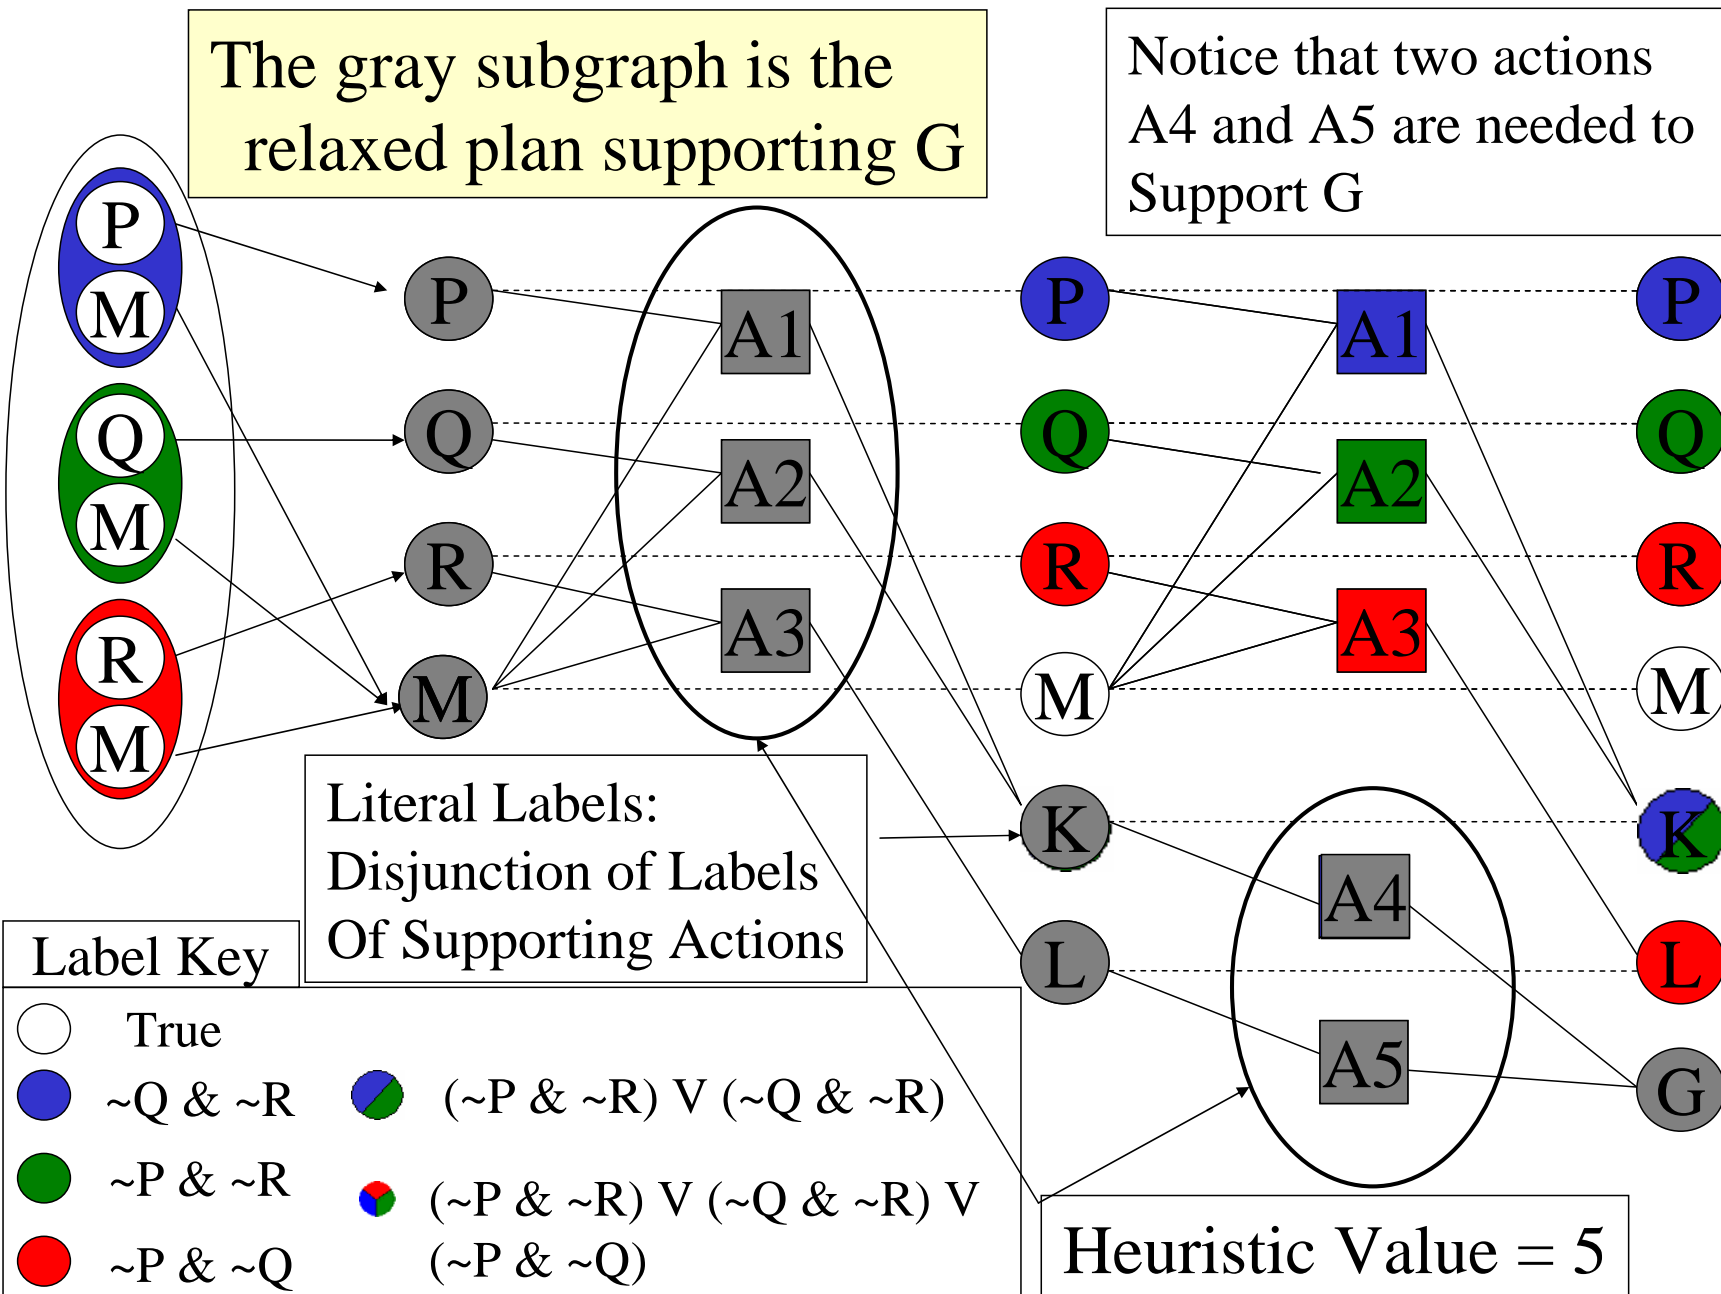 The gray subgraph is the
relaxed plan supporting G
Notice that two actions
A4 and A5 are needed to
Support G
P
M
Q
M
R
M
P
Q
R
M
A1
A2
A3
P
Q
R
M
K
L
A1
A2
A3
A4
A5
P
Q
R
M
K
L
G
Literal Labels:
Disjunction of Labels
Of Supporting Actions
Label Key
True
~Q & ~R
~P & ~R
~P & ~Q
(~P & ~R) V (~Q & ~R)
(~P & ~R) V (~Q & ~R) V
(~P & ~Q)
Heuristic Value = 5